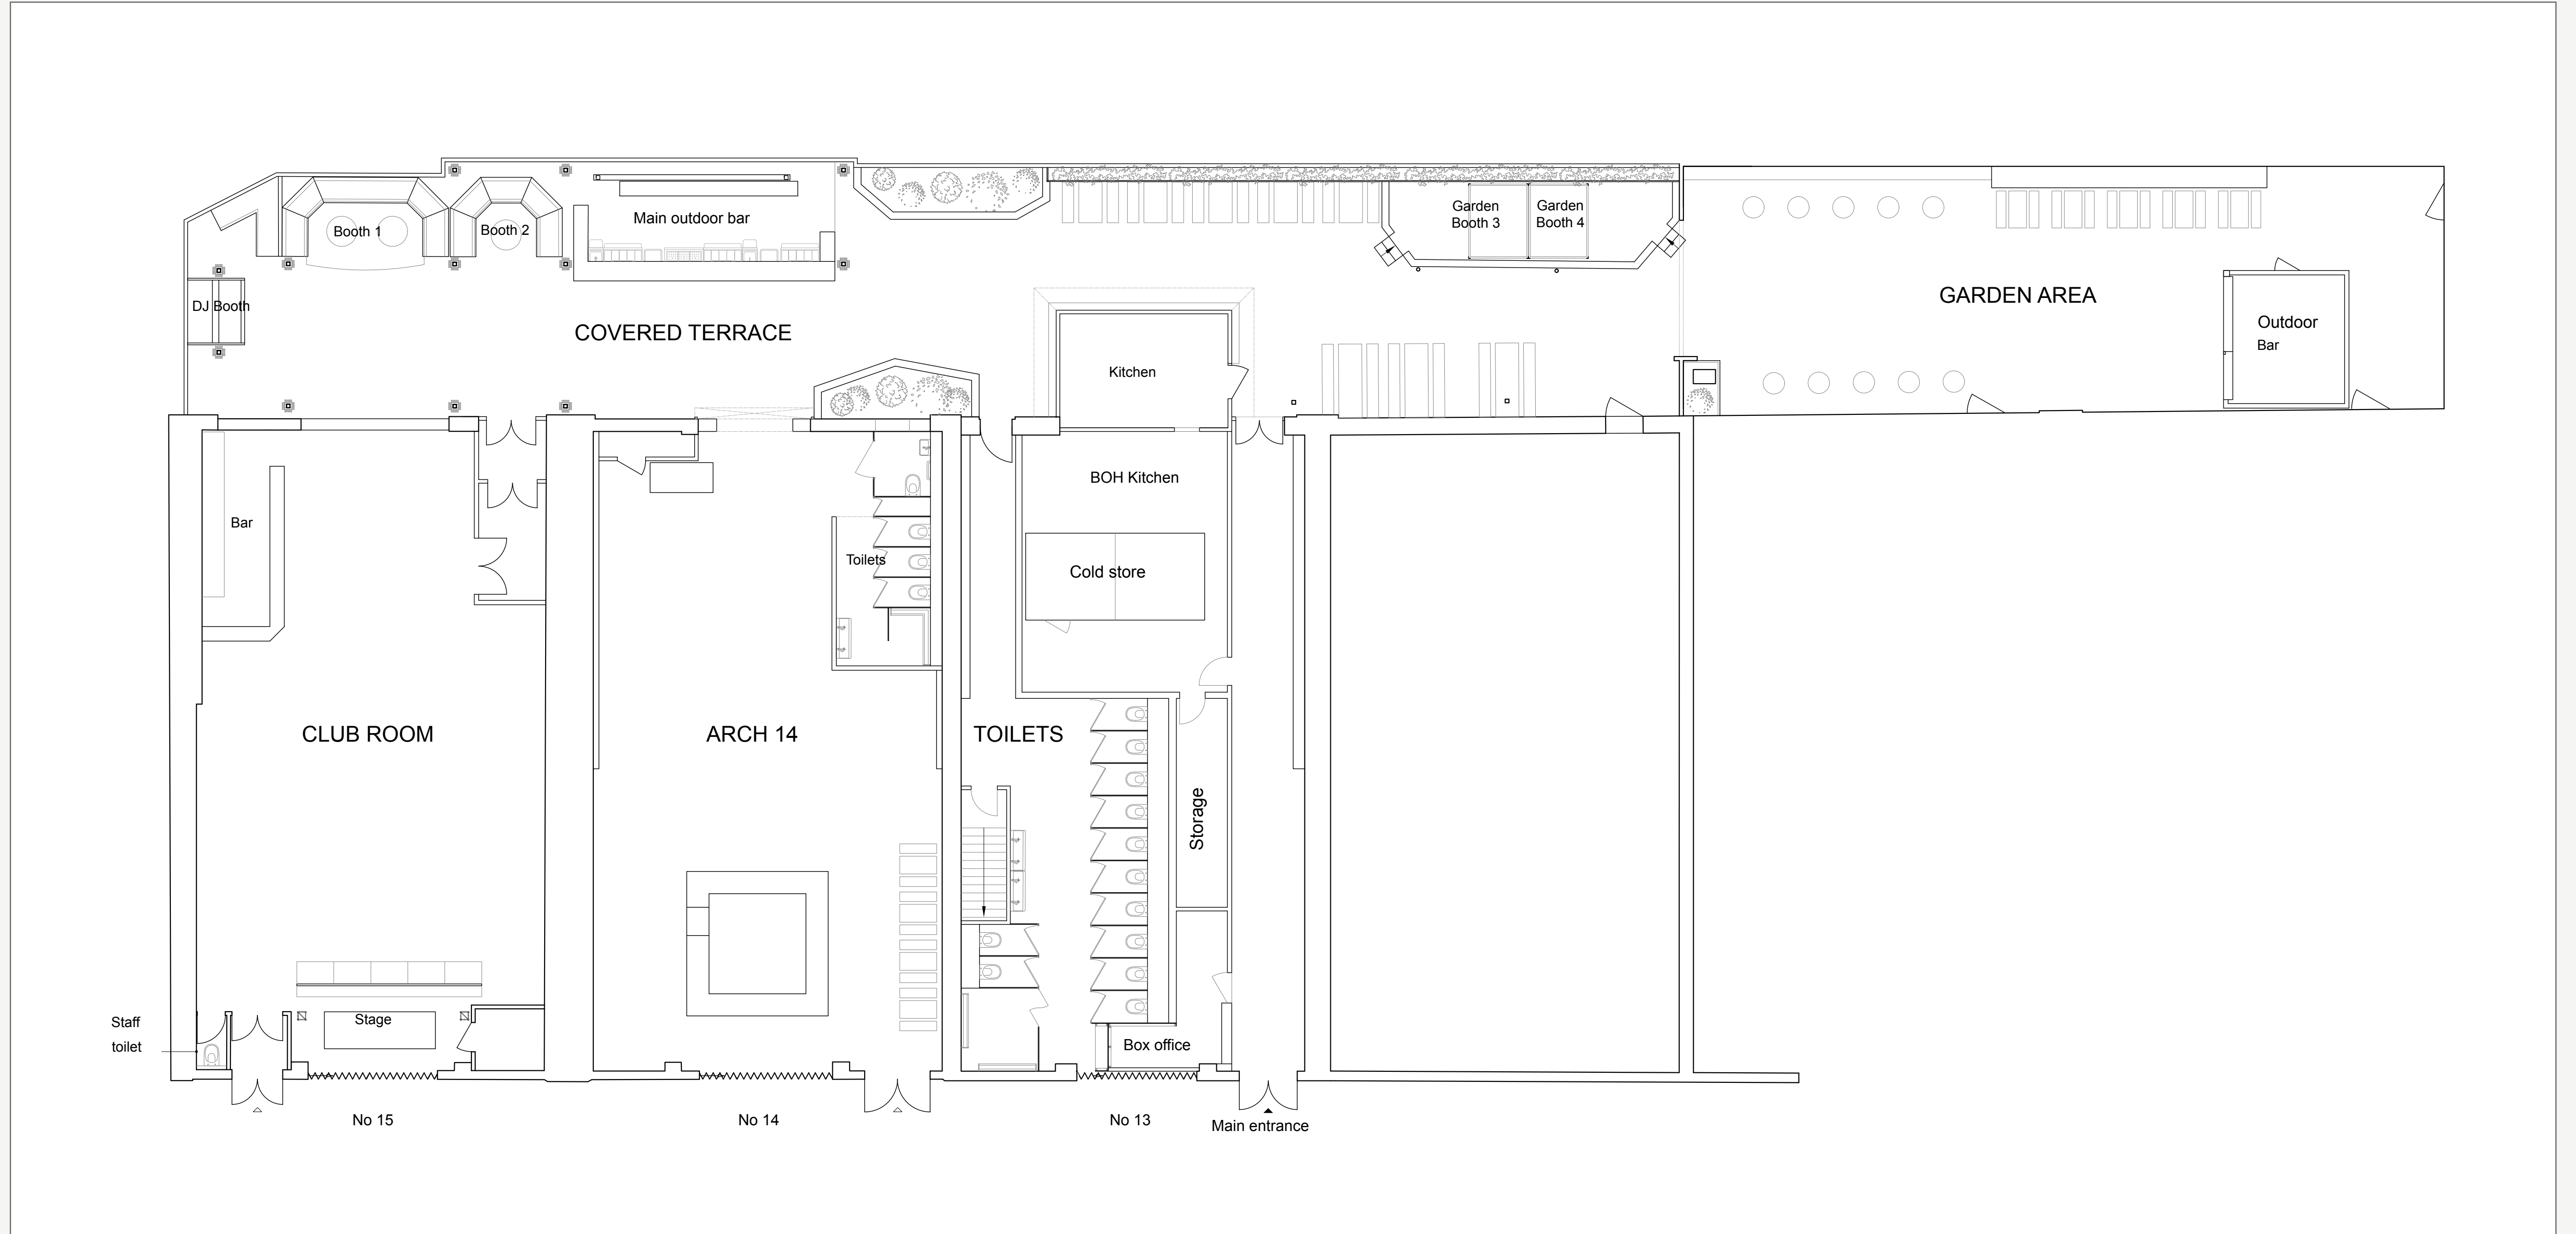 Main outdoor bar
Booth 1
Booth 2
Garden
Booth 3
Garden
Booth 4
DJ Booth
COVERED TERRACE
GARDEN AREA
Outdoor
Bar
Kitchen
BOH Kitchen
Bar
Toilets
Cold store
CLUB ROOM
ARCH 14
TOILETS
Storage
Staff
toilet
Stage
Box office
No 15
No 14
No 13
Main entrance